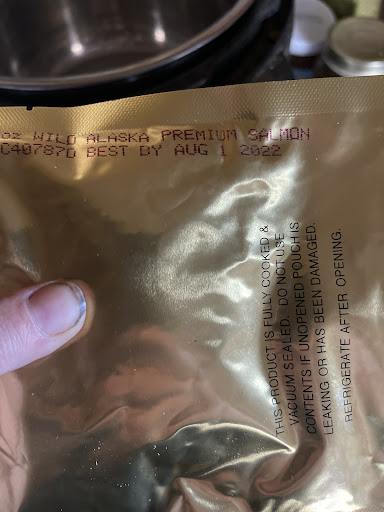 oz WILD ALASKA PREMIUM SALMON
C40787D BEST BY AUG 1 2022
THIS PRODUCT IS FULLY COOKED &
VACUUM SEALED. DO NOT USE
CONTENTS IF UNOPENED POUCH IS
LEAKING OR HAS BEEN DAMAGED.
REFRIGERATE AFTER OPENING.